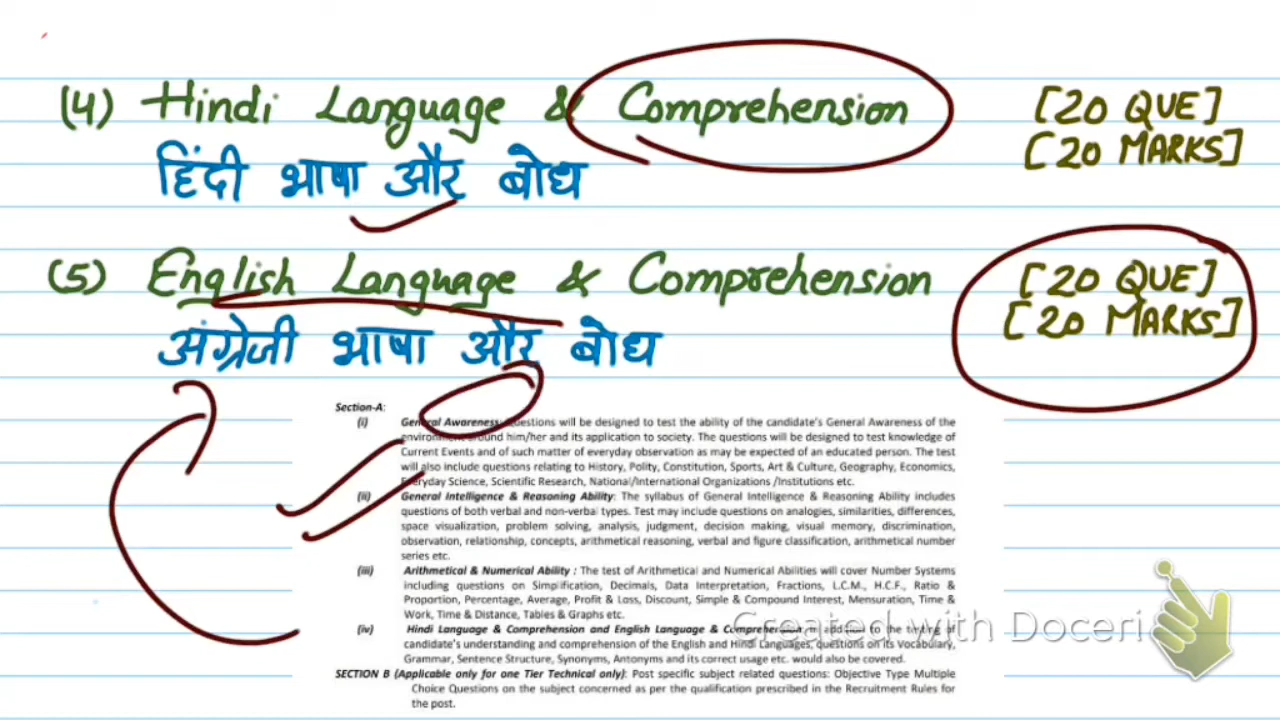 (4) Hindi Language & Comprehension [20 QUE]
[20 MARKS]
हिंदी भाषा और बोध
(5) English Language & Comprehension [20 QUE]
[20 MARKS]
अंग्रेजी भाषा और बोध
Section-A:
(i) General Awareness: Questions will be designed to test the ability of the candidate's General Awareness of the
environment around him/her and its application to society. The questions will be designed to test knowledge of
Current Events and of such matter of everyday observation as may be expected of an educated person. The test
will also include questions relating to History, Polity, Constitution, Sports, Art & Culture, Geography, Economics,
Everyday Science, Scientific Research, National/International Organizations /Institutions etc.
(ii) General Intelligence & Reasoning Ability: The syllabus of General Intelligence & Reasoning Ability includes
questions of both verbal and non-verbal types. Test may include questions on analogies, similarities, differences,
space visualization, problem solving, analysis, judgment, decision making, visual memory, discrimination,
observation, relationship, concepts, arithmetical reasoning, verbal and figure classification, arithmetical number
series etc.
(iii) Arithmetical & Numerical Ability : The test of Arithmetical and Numerical Abilities will cover Number Systems
including questions on Simplification, Decimals, Data Interpretation, Fractions, L.C.M., H.C.F., Ratio &
Proportion, Percentage, Average, Profit & Loss, Discount, Simple & Compound Interest, Mensuration, Time &
Work, Time & Distance, Tables & Graphs etc.
(iv) Hindi Language & Comprehension and English Language & Comprehension: In addition to the testing of
candidate's understanding and comprehension of the English and Hindi Languages, questions on its Vocabulary,
Grammar, Sentence Structure, Synonyms, Antonyms and its correct usage etc. would also be covered.
SECTION B (Applicable only for one Tier Technical only): Post specific subject related questions: Objective Type Multiple
Choice Questions on the subject concerned as per the qualification prescribed in the Recruitment Rules for
the post.
Created with Doceri